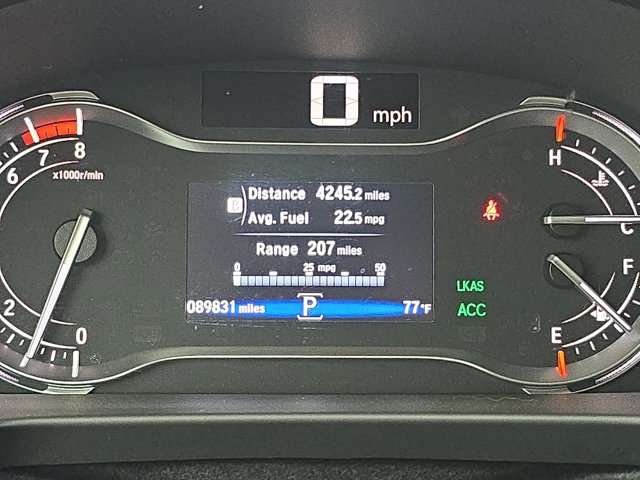 0 mph
8
7
6
x1000r/min
2
0
B
Distance 4245.2 miles
Avg. Fuel 22.5 mpg
Range 207 miles
0 25 mpg 50
089831 miles P 77°F
LKAS
ACC
H
C
F
E